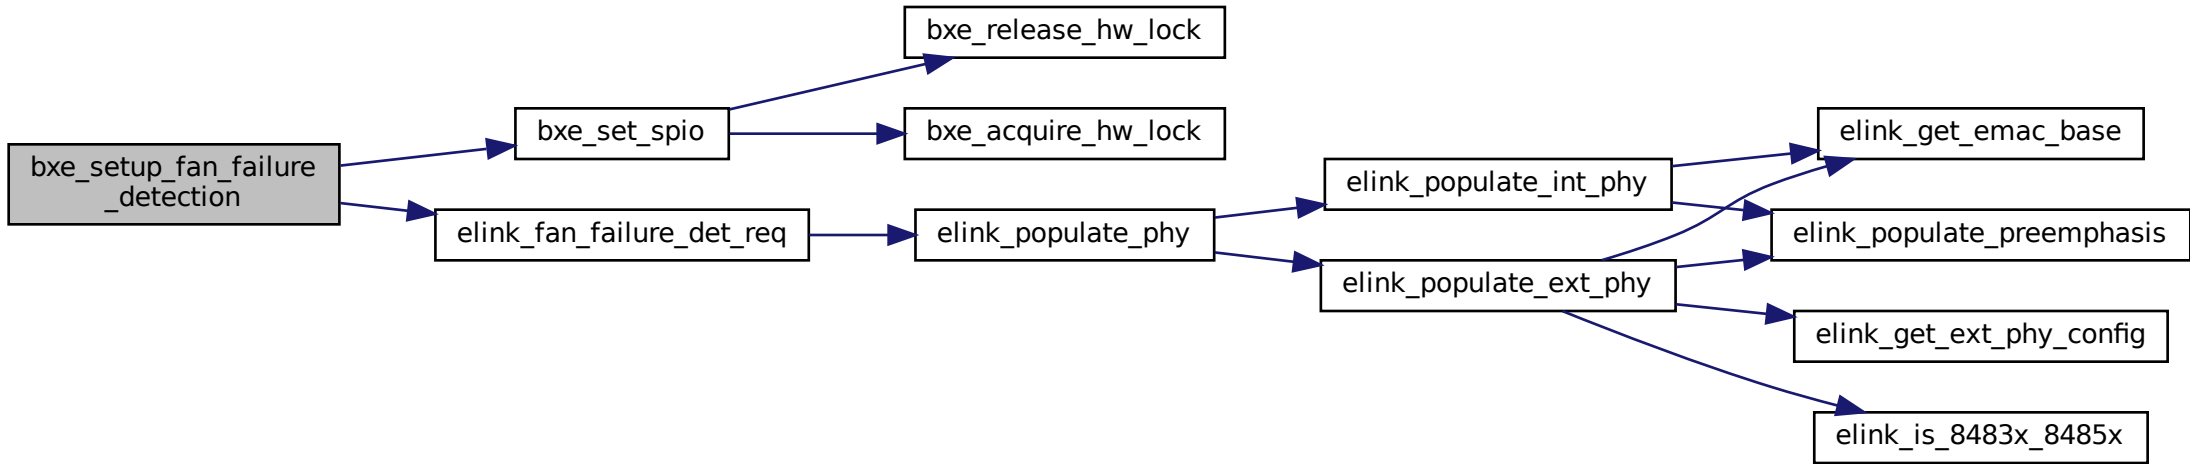 bxe_setup_fan_failure
_detection
bxe_set_spio
elink_fan_failure_det_req
bxe_release_hw_lock
bxe_acquire_hw_lock
elink_populate_phy
elink_populate_int_phy
elink_populate_ext_phy
elink_get_emac_base
elink_populate_preemphasis
elink_get_ext_phy_config
elink_is_8483x_8485x